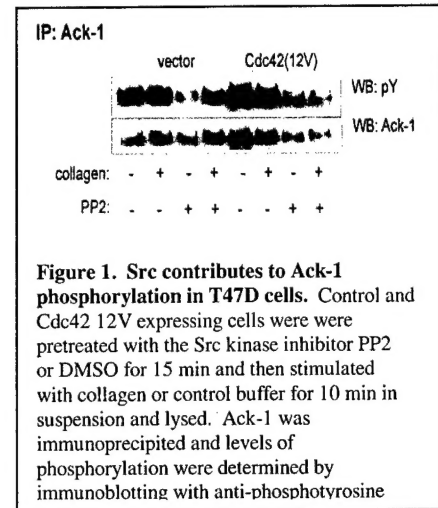 IP: Ack-1
vector Cdc42(12V)
WB: pY
WB: Ack-1
collagen: - + - + - + - +
PP2: - - + + - - + +
Figure 1. Src contributes to Ack-1
phosphorylation in T47D cells. Control and
Cdc42 12V expressing cells were were
pretreated with the Src kinase inhibitor PP2
or DMSO for 15 min and then stimulated
with collagen or control buffer for 10 min in
suspension and lysed. Ack-1 was
immunoprecipited and levels of
phosphorylation were determined by
immunoblotting with anti-phosphotyrosine